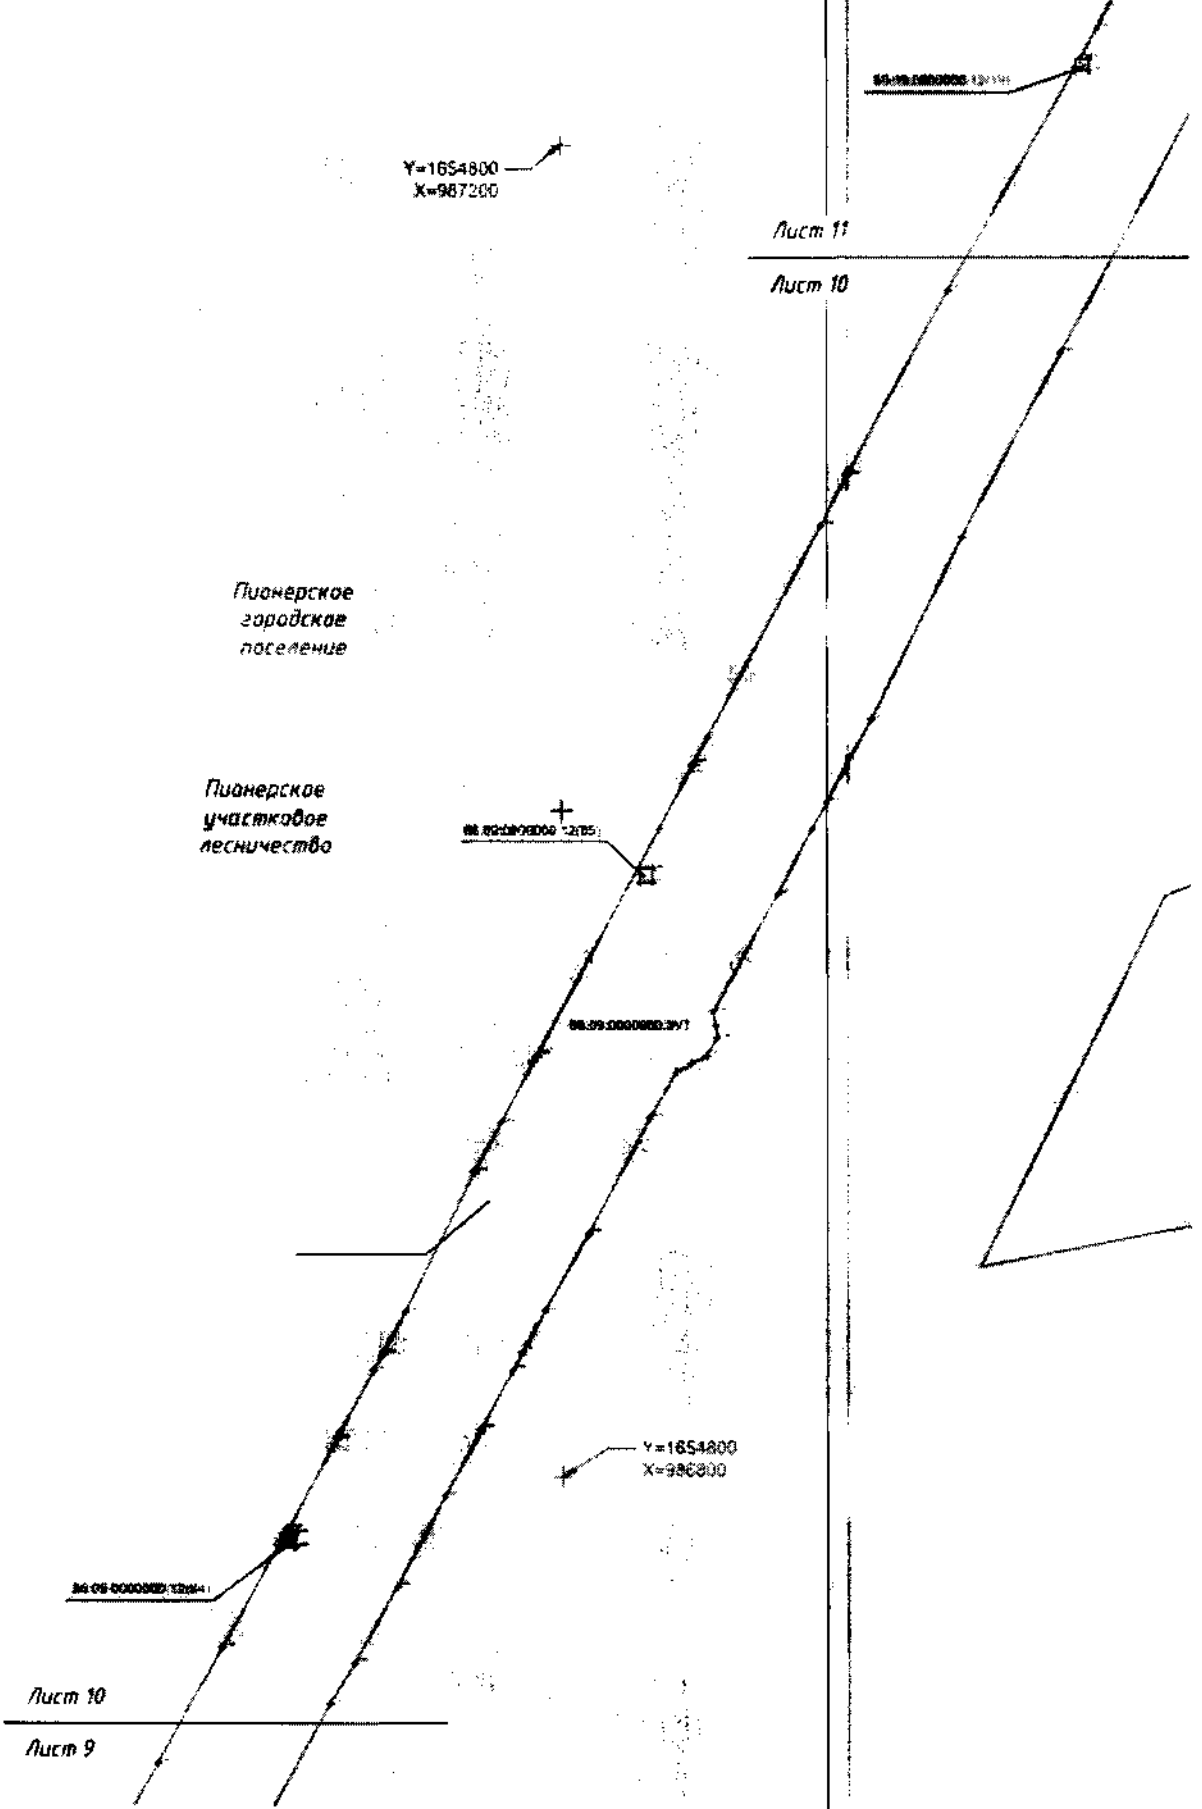 Y=1654800
X=987200
Лист 11
Лист 10
Пионерское
городское
поселение
Пионерское
участковое
лесничество
Y=1654800
X=986800
Лист 10
Лист 9